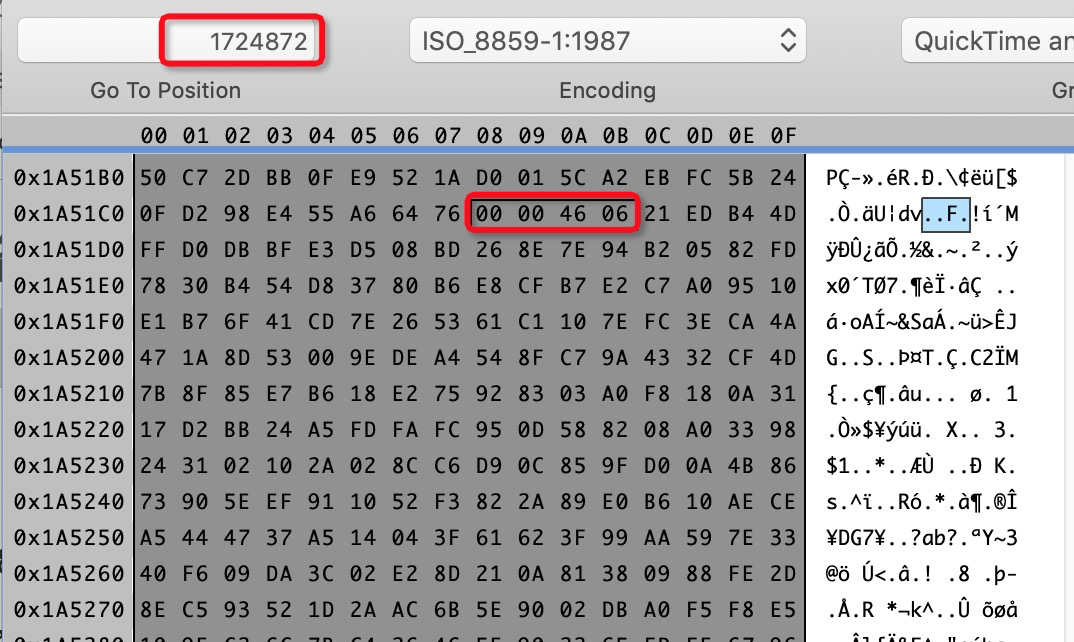 1724872 ISO_8859-1:1987 QuickTime an
Go To Position Encoding Gr
00 01 02 03 04 05 06 07 08 09 0A 0B 0C 0D 0E 0F
0x1A51B0 50 C7 2D BB 0F E9 52 1A D0 01 5C A2 EB FC 5B 24 PÇ-».éR.Ð.\¢ëü[$
0x1A51C0 0F D2 98 E4 55 A6 64 76 00 00 46 06 21 ED B4 4D .Ò.äU¦dv..F.!í´M
0x1A51D0 FF D0 DB BF E3 D5 08 BD 26 8E 7E 94 B2 05 82 FD ÿÐÛ¿ãÕ.½&.~.²..ý
0x1A51E0 78 30 B4 54 D8 37 80 B6 E8 CF B7 E2 C7 A0 95 10 x0´TØ7.¶èÏ·âÇ ..
0x1A51F0 E1 B7 6F 41 CD 7E 26 53 61 C1 10 7E FC 3E CA 4A á·oAÍ~&SaÁ.~ü>ÊJ
0x1A5200 47 1A 8D 53 00 9E DE A4 54 8F C7 9A 43 32 CF 4D G..S..Þ¤T.Ç.C2ÏM
0x1A5210 7B 8F 85 E7 B6 18 E2 75 92 83 03 A0 F8 18 0A 31 {..ç¶.âu... ø. 1
0x1A5220 17 D2 BB 24 A5 FD FA FC 95 0D 58 82 08 A0 33 98 .Ò»$¥ýúü. X.. 3.
0x1A5230 24 31 02 10 2A 02 8C C6 D9 0C 85 9F D0 0A 4B 86 $1..*..ÆÙ ..Ð K.
0x1A5240 73 90 5E EF 91 10 52 F3 82 2A 89 E0 B6 10 AE CE s.^ï..Ró.*.à¶.®Î
0x1A5250 A5 44 47 37 A5 14 04 3F 61 62 3F 99 AA 59 7E 33 ¥DG7¥..?ab?.ªY~3
0x1A5260 40 F6 09 DA 3C 02 E2 8D 21 0A 81 38 09 88 FE 2D @ö Ú<.â.! .8 .þ-
0x1A5270 8E C5 93 52 1D 2A AC 6B 5E 90 02 DB A0 F5 F8 E5 .Å.R *¬k^..Û õøå